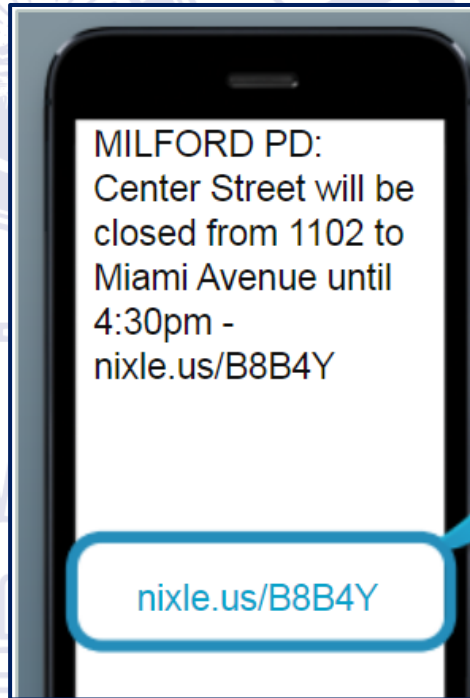 MILFORD PD:
Center Street will be
closed from 1102 to
Miami Avenue until
4:30pm -
nixle.us/B8B4Y
nixle.us/B8B4Y